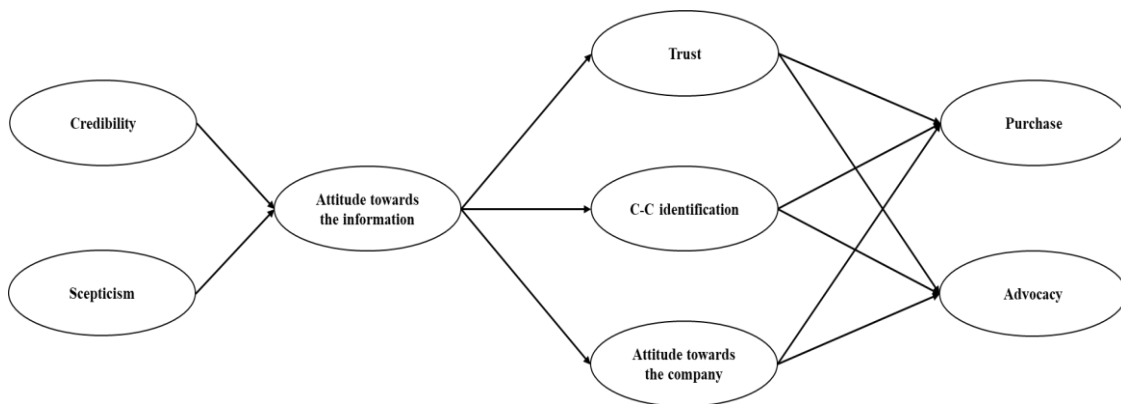 Credibility
Scepticism
Attitude towards
the information
Trust
C-C identification
Attitude towards
the company
Purchase
Advocacy